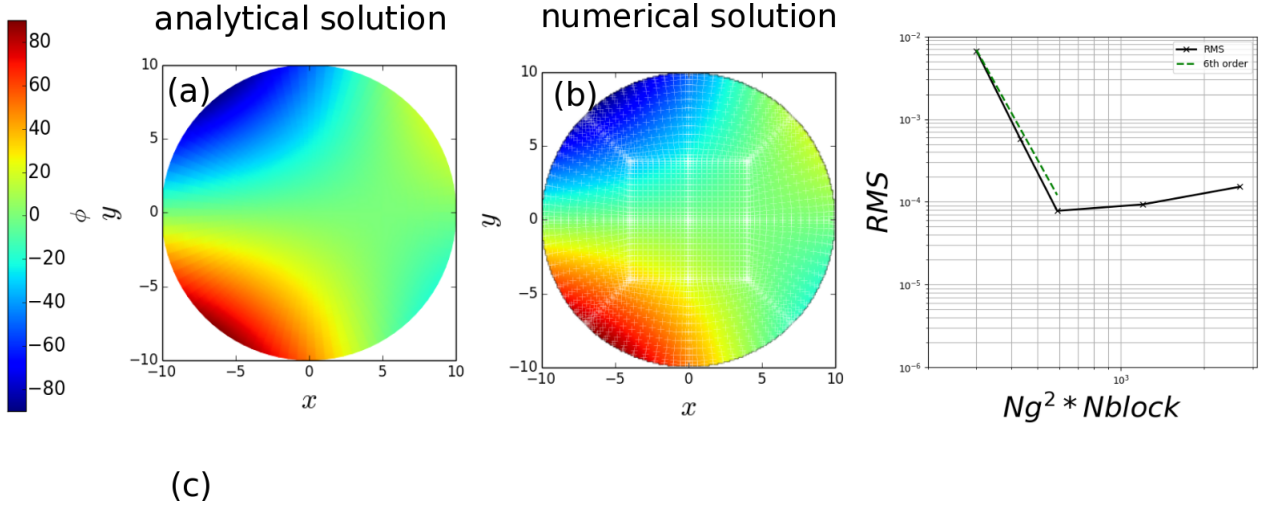 analytical solution
numerical solution
80
60
40
20
0
−20
−40
−60
−80
ϕ
(a)
10
5
0
−5
−10
y
−10
−5
0
5
10
x
(b)
10
5
0
−5
−10
y
−10
−5
0
5
10
x
RMS
6th order
10⁻²
10⁻³
10⁻⁴
10⁻⁵
10⁻⁶
RMS
10³
Ng² * Nblock
(c)